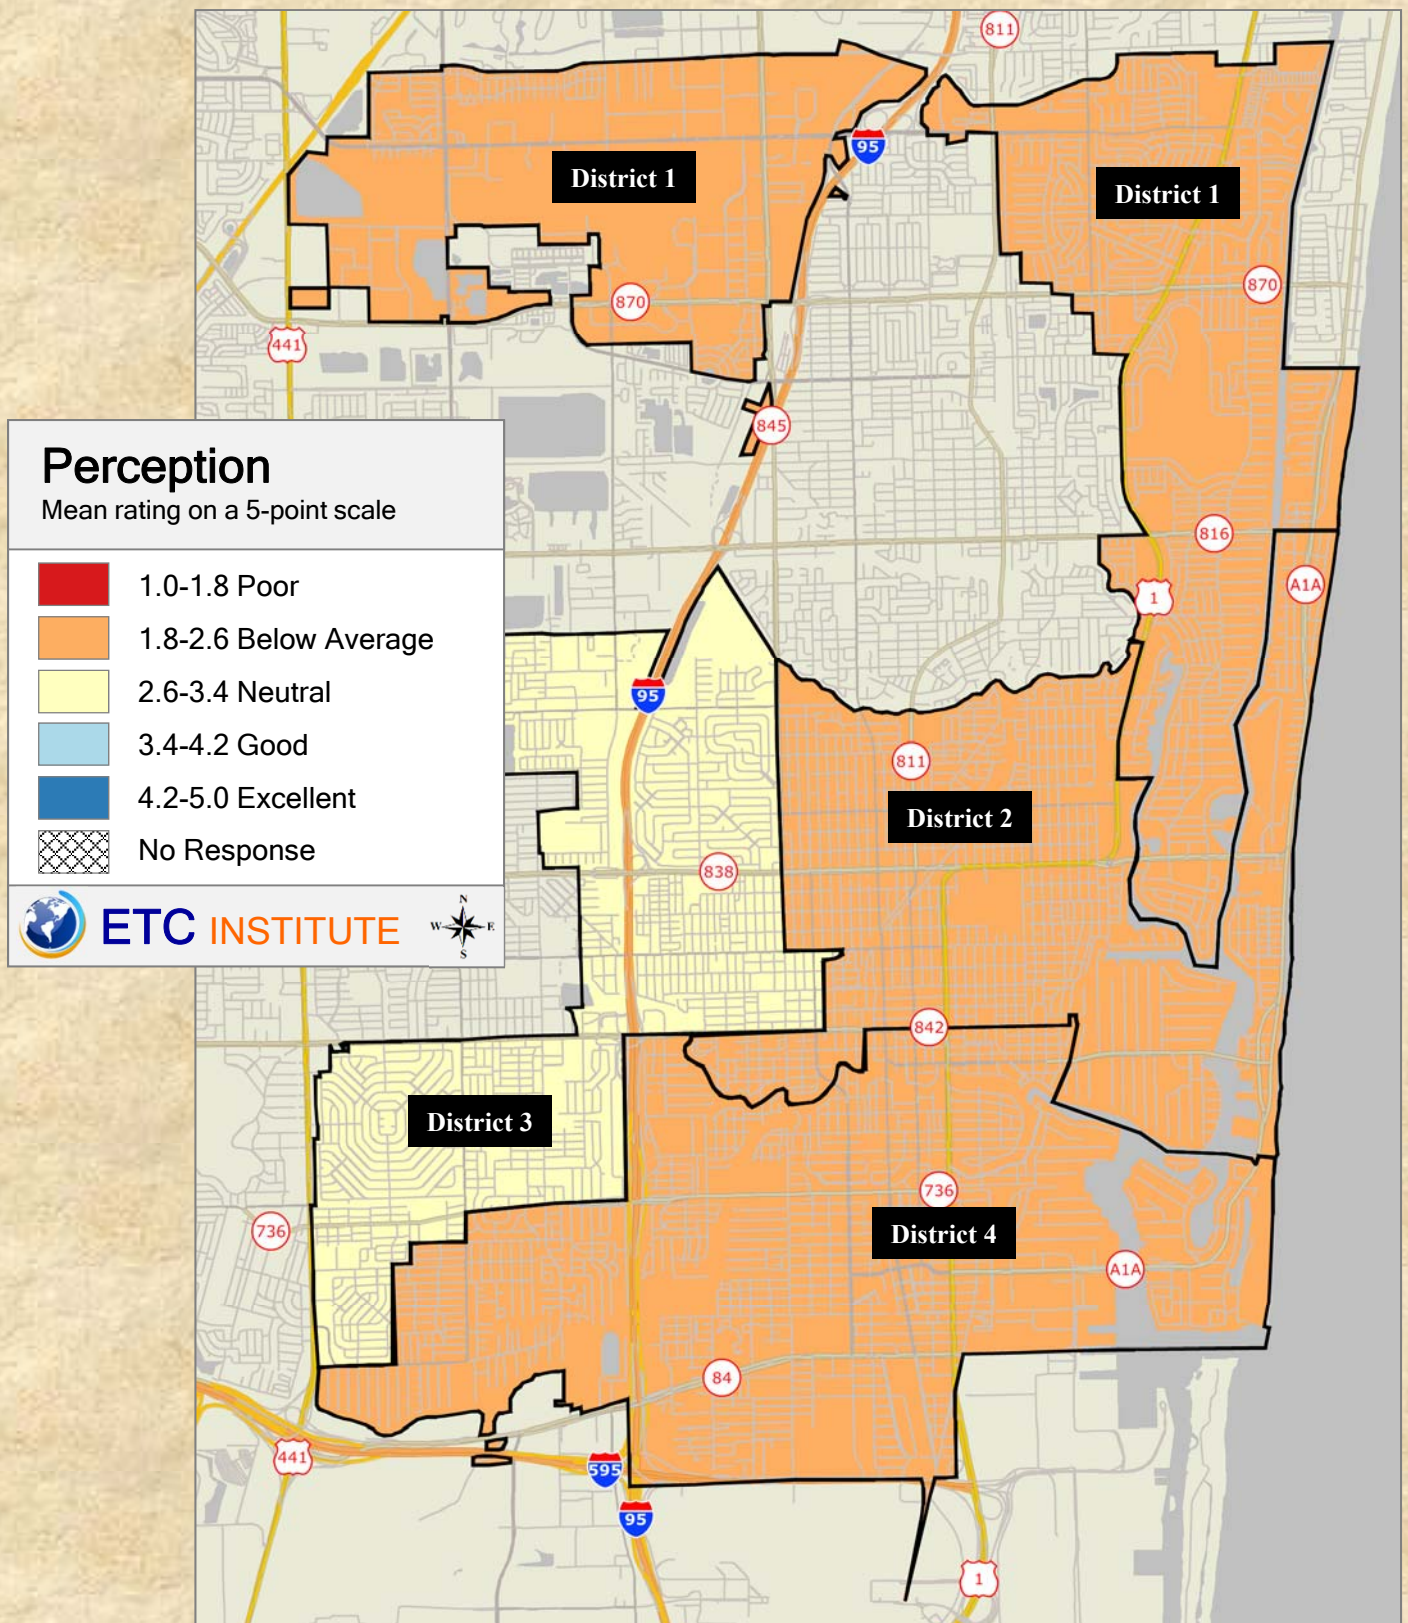 811
95
District 1
District 1
870
870
441
845
Perception
Mean rating on a 5-point scale
1.0-1.8 Poor
1.8-2.6 Below Average
2.6-3.4 Neutral
3.4-4.2 Good
4.2-5.0 Excellent
No Response
ETC INSTITUTE
N
W E
S
816
A1A
1
95
811
District 2
838
842
District 3
736
736
District 4
A1A
84
441
595
95
1